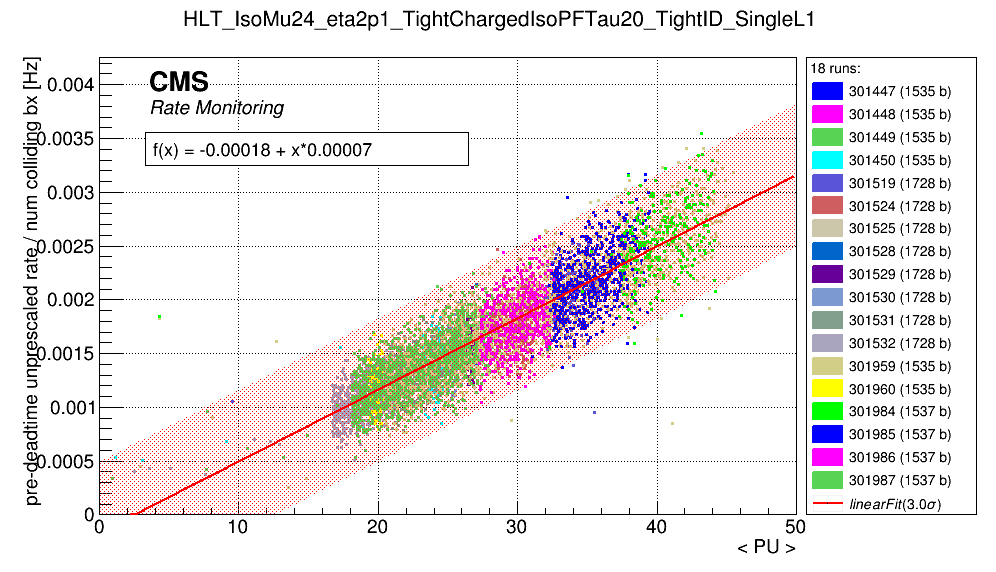 HLT_IsoMu24_eta2p1_TightChargedIsoPFTau20_TightID_SingleL1
pre-deadtime unprescaled rate / num colliding bx [Hz]
CMS
Rate Monitoring
f(x) = -0.00018 + x*0.00007
0.004
0.0035
0.003
0.0025
0.002
0.0015
0.001
0.0005
0
0 10 20 30 40 50
< PU >
18 runs:
301447 (1535 b)
301448 (1535 b)
301449 (1535 b)
301450 (1535 b)
301519 (1728 b)
301524 (1728 b)
301525 (1728 b)
301528 (1728 b)
301529 (1728 b)
301530 (1728 b)
301531 (1728 b)
301532 (1728 b)
301959 (1535 b)
301960 (1535 b)
301984 (1537 b)
301985 (1537 b)
301986 (1537 b)
301987 (1537 b)
linearFit(3.0σ)